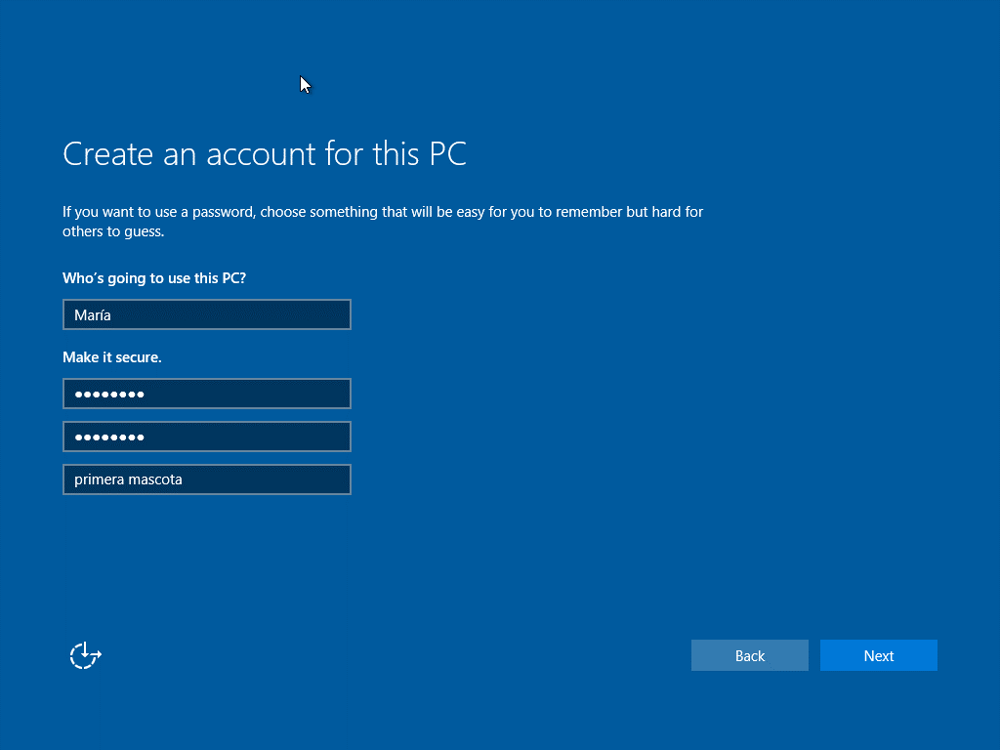 Create an account for this PC
If you want to use a password, choose something that will be easy for you to remember but hard for
others to guess.
Who's going to use this PC?
María
Make it secure.
●●●●●●●●
●●●●●●●●
primera mascota
Back
Next